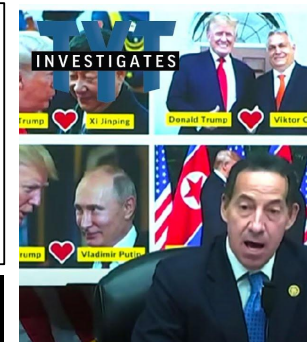 TYT
INVESTIGATES
Trump
Xi Jinping
Donald Trump
Viktor
Trump
Vladimir Putin